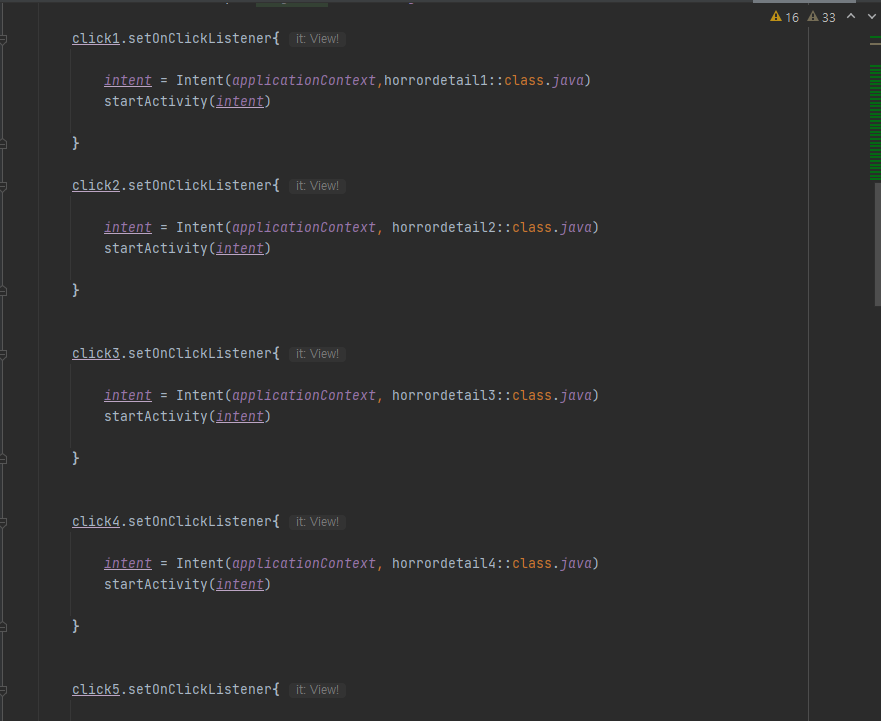 16 33
click1.setOnClickListener{ it: View!
intent = Intent(applicationContext,horrordetail1::class.java)
startActivity(intent)
}
click2.setOnClickListener{ it: View!
intent = Intent(applicationContext, horrordetail2::class.java)
startActivity(intent)
}
click3.setOnClickListener{ it: View!
intent = Intent(applicationContext, horrordetail3::class.java)
startActivity(intent)
}
click4.setOnClickListener{ it: View!
intent = Intent(applicationContext, horrordetail4::class.java)
startActivity(intent)
}
click5.setOnClickListener{ it: View!